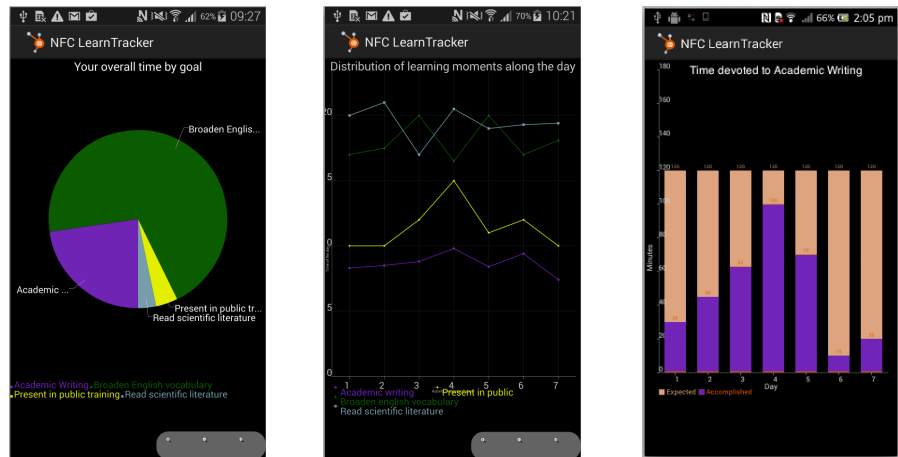 62% 09:27
NFC LearnTracker
Your overall time by goal
Broaden Englis...
Academic ...
Present in public tr...
Read scientific literature
Academic Writing Broaden English vocabulary
Present in public training Read scientific literature
70% 10:21
NFC LearnTracker
Distribution of learning moments along the day
20
5
0
0
1 2 3 4 5 6 7
Academic writing Present in public
Broaden english vocabulary
Read scientific literature
66% 2:05 pm
NFC LearnTracker
Time devoted to Academic Writing
180
160
140
120
100
80
60
40
20
0
Minutes
120 120 120 120 120 120 120
100
1 2 3 4 5 6 7
Day
Expected Accomplished